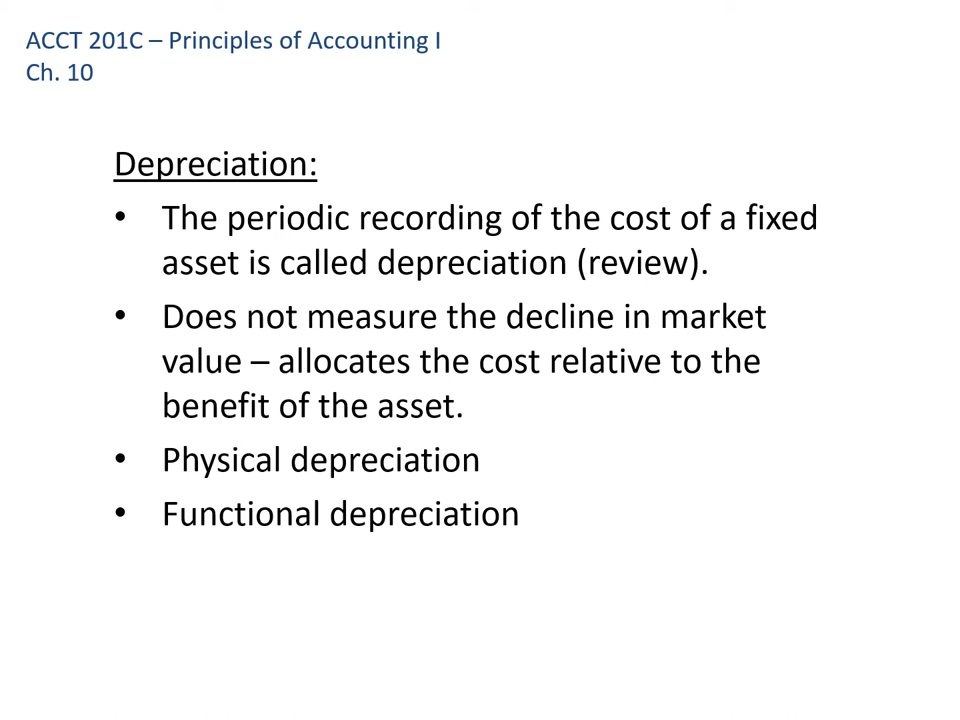 ACCT 201C – Principles of Accounting I
Ch. 10
Depreciation:
• The periodic recording of the cost of a fixed
asset is called depreciation (review).
• Does not measure the decline in market
value – allocates the cost relative to the
benefit of the asset.
• Physical depreciation
• Functional depreciation